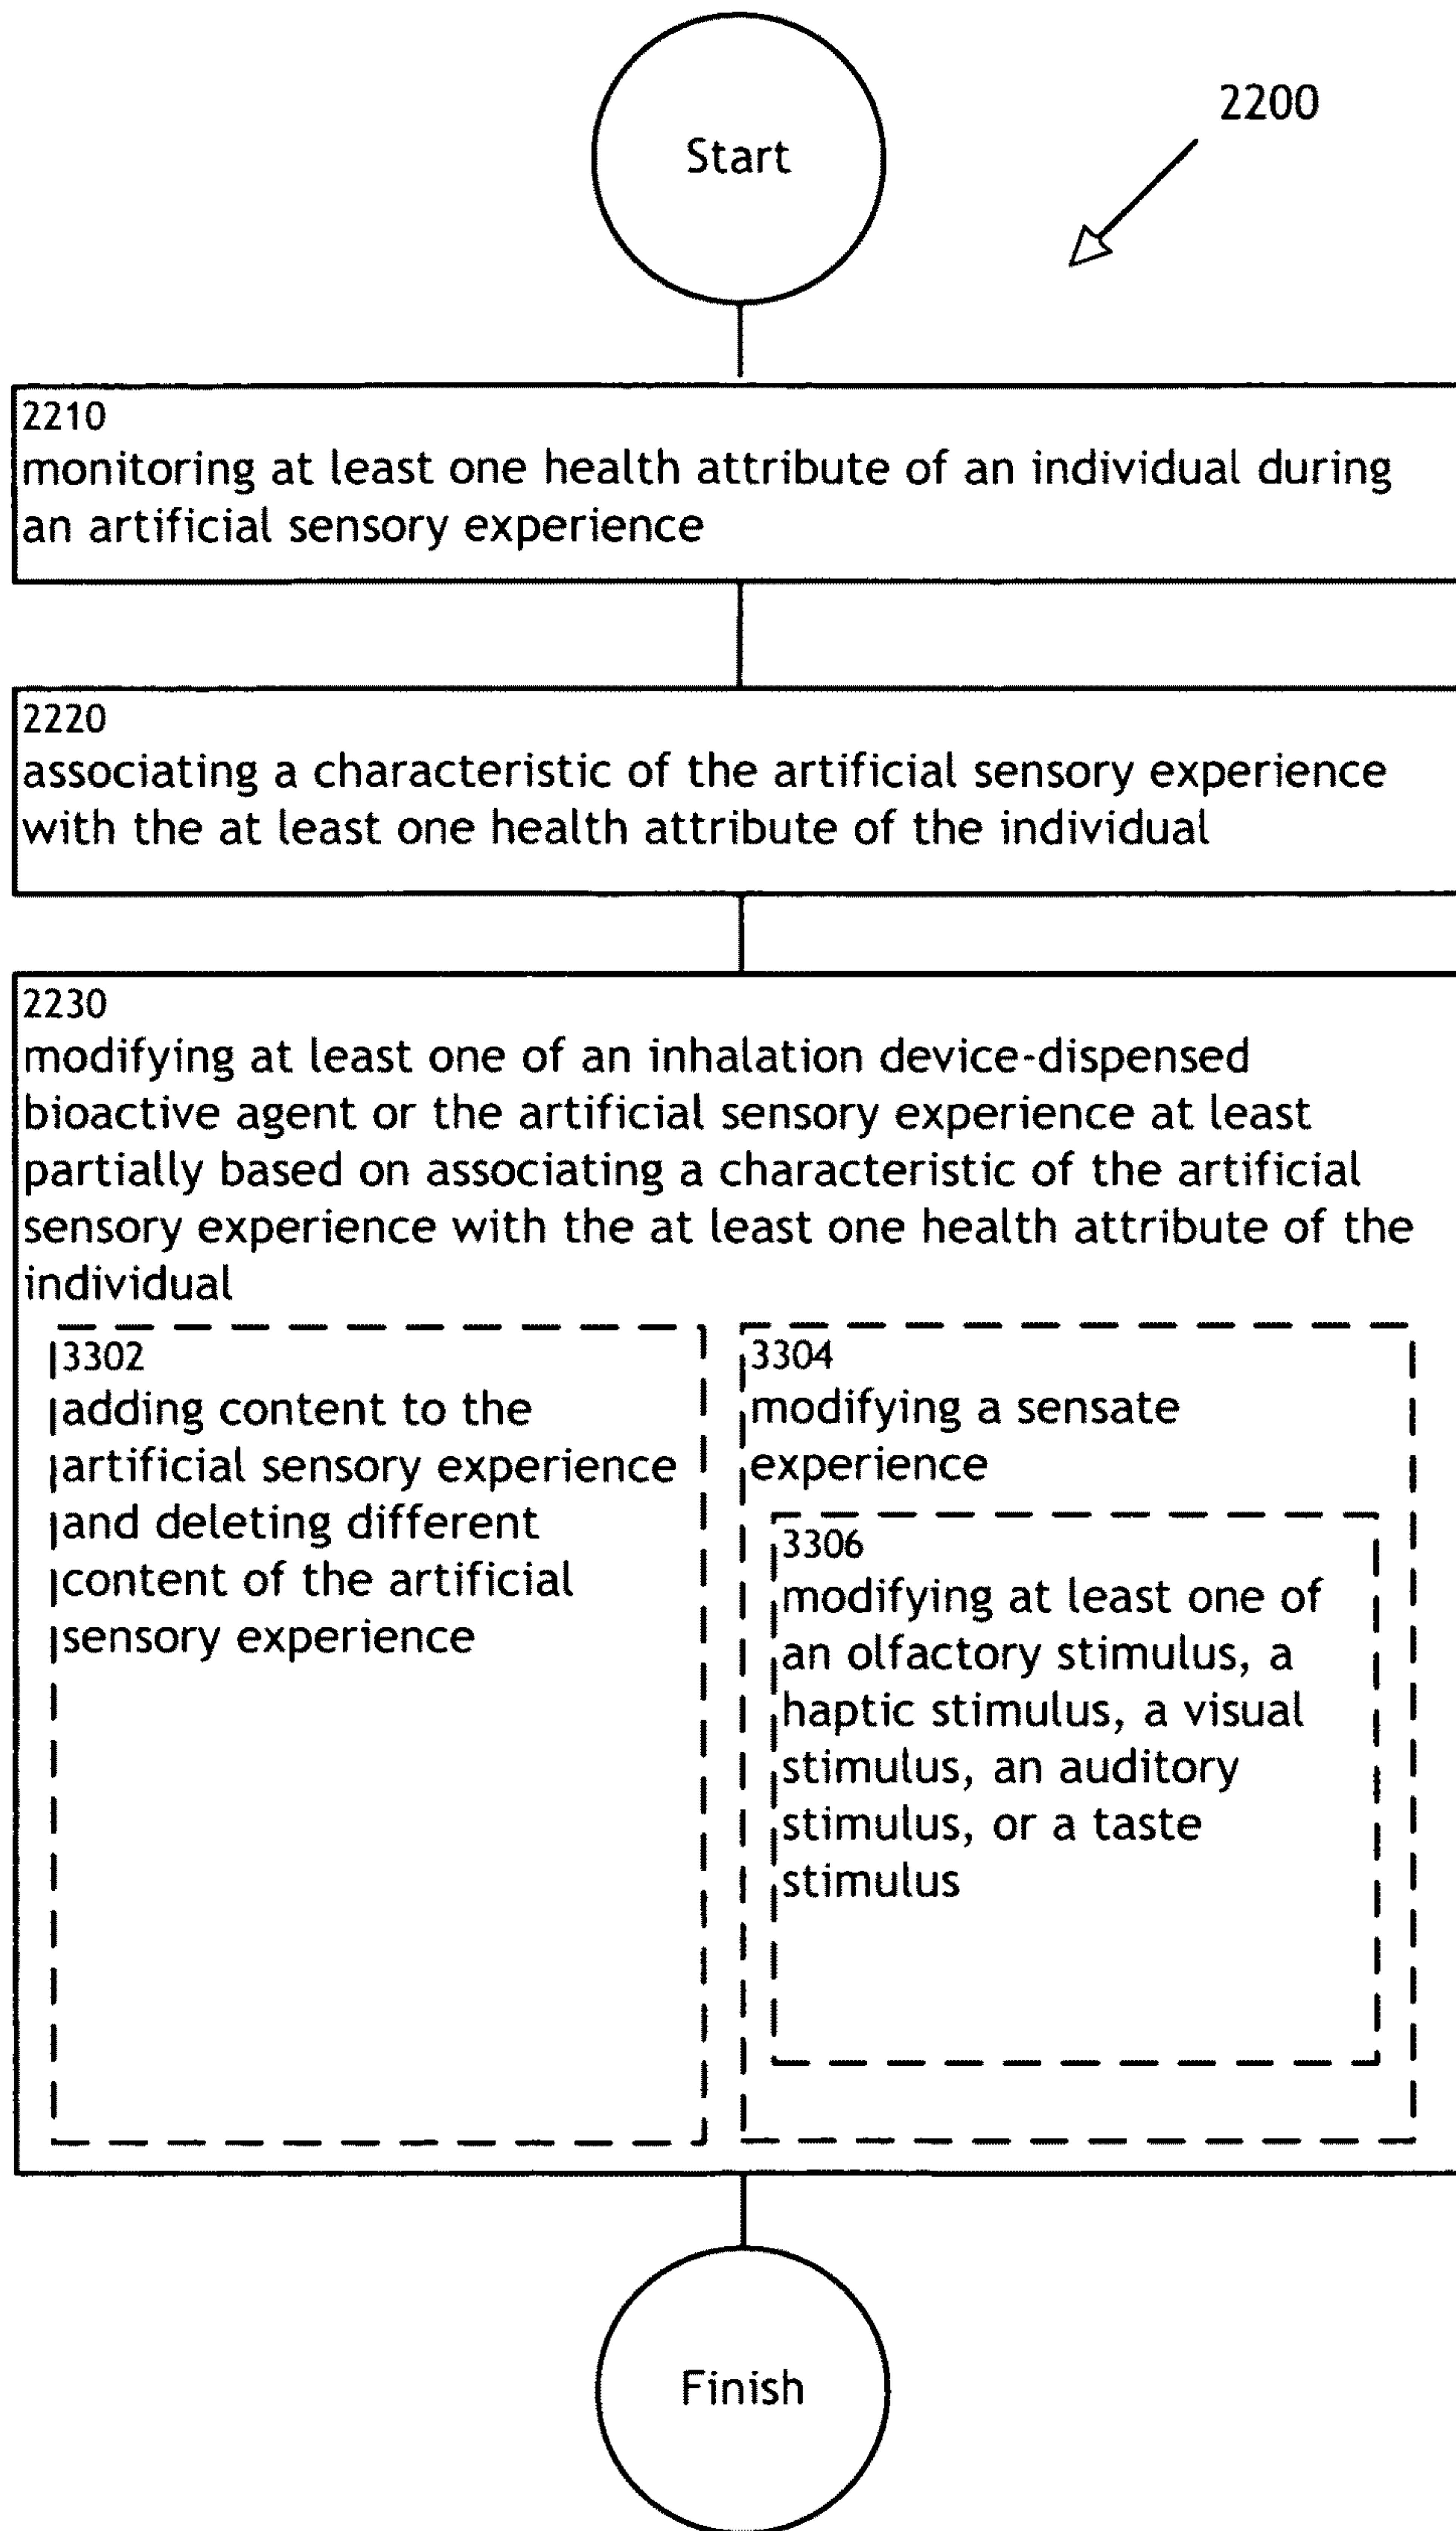 Start
2200
2210
monitoring at least one health attribute of an individual during
an artificial sensory experience
2220
associating a characteristic of the artificial sensory experience
with the at least one health attribute of the individual
2230
modifying at least one of an inhalation device-dispensed
bioactive agent or the artificial sensory experience at least
partially based on associating a characteristic of the artificial
sensory experience with the at least one health attribute of the
individual
3302
adding content to the
artificial sensory experience
and deleting different
content of the artificial
sensory experience
3304
modifying a sensate
experience
3306
modifying at least one of
an olfactory stimulus, a
haptic stimulus, a visual
stimulus, an auditory
stimulus, or a taste
stimulus
Finish